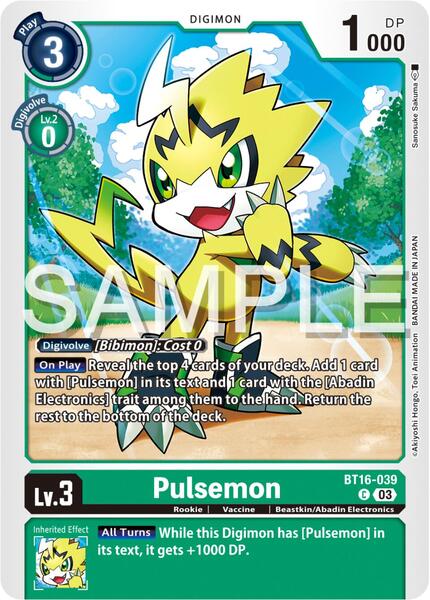 Play
3
DIGIMON
DP
1000
Digivolve
Lv.2
0
Sanosuke Sakuma
©Akiyoshi Hongo, Toei Animation BANDAI MADE IN JAPAN
SAMPLE
Digivolve [Bibimon]: Cost 0
On Play Reveal the top 4 cards of your deck. Add 1 card
with [Pulsemon] in its text and 1 card with the [Abadin
Electronics] trait among them to the hand. Return the
rest to the bottom of the deck.
Lv.3
Pulsemon
BT16-039
C 03
Rookie | Vaccine | Beastkin/Abadin Electronics
Inherited Effect
All Turns While this Digimon has [Pulsemon] in
its text, it gets +1000 DP.